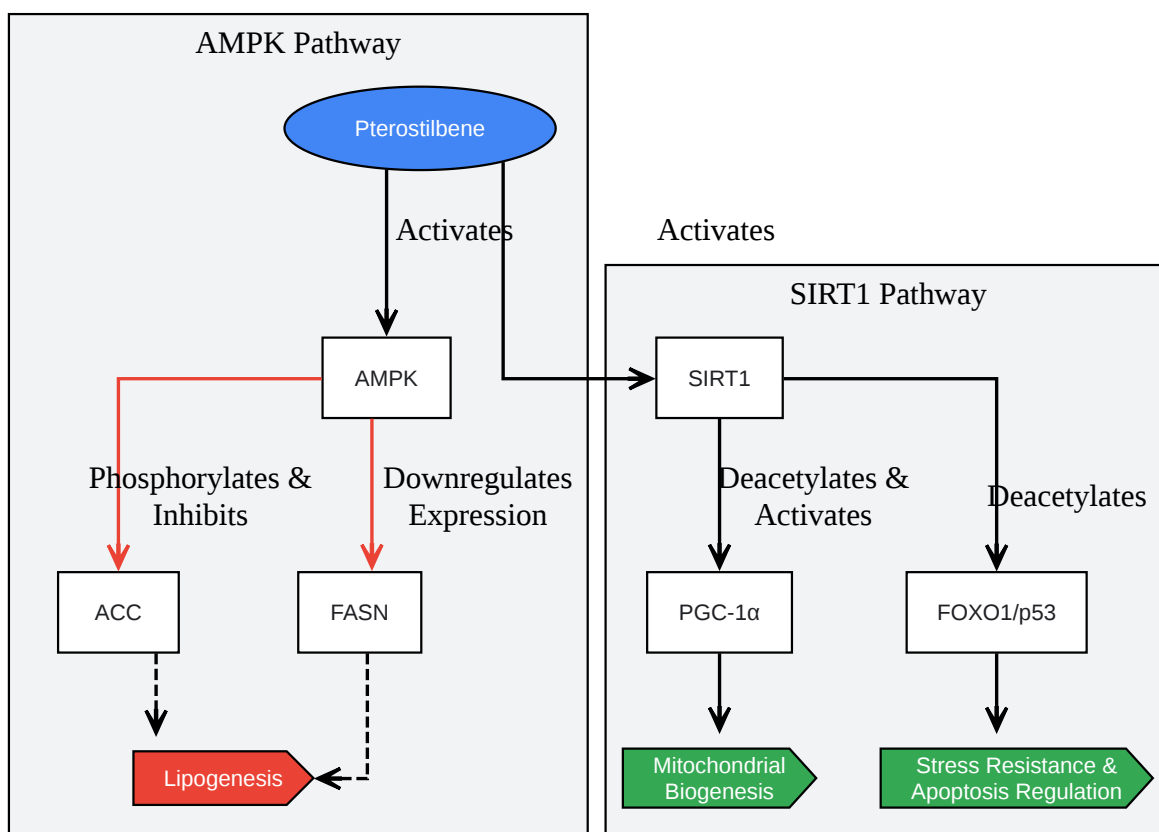 AMPK Pathway
Pterostilbene
Activates
Activates
SIRT1 Pathway
AMPK
SIRT1
Phosphorylates &
Inhibits
Downregulates
Expression
Deacetylates &
Activates
Deacetylates
ACC
FASN
PGC-1α
FOXO1/p53
Lipogenesis
Mitochondrial
Biogenesis
Stress Resistance &
Apoptosis Regulation